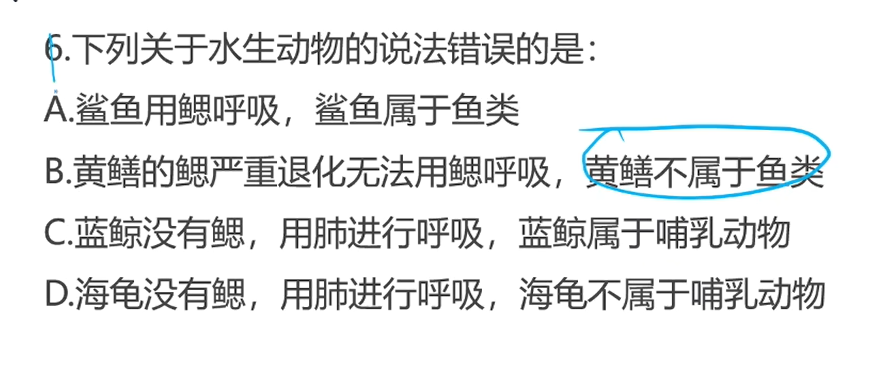 6.下列关于水生动物的说法错误的是：
A.鲨鱼用鳃呼吸，鲨鱼属于鱼类
B.黄鳝的鳃严重退化无法用鳃呼吸，黄鳝不属于鱼类
C.蓝鲸没有鳃，用肺进行呼吸，蓝鲸属于哺乳动物
D.海龟没有鳃，用肺进行呼吸，海龟不属于哺乳动物